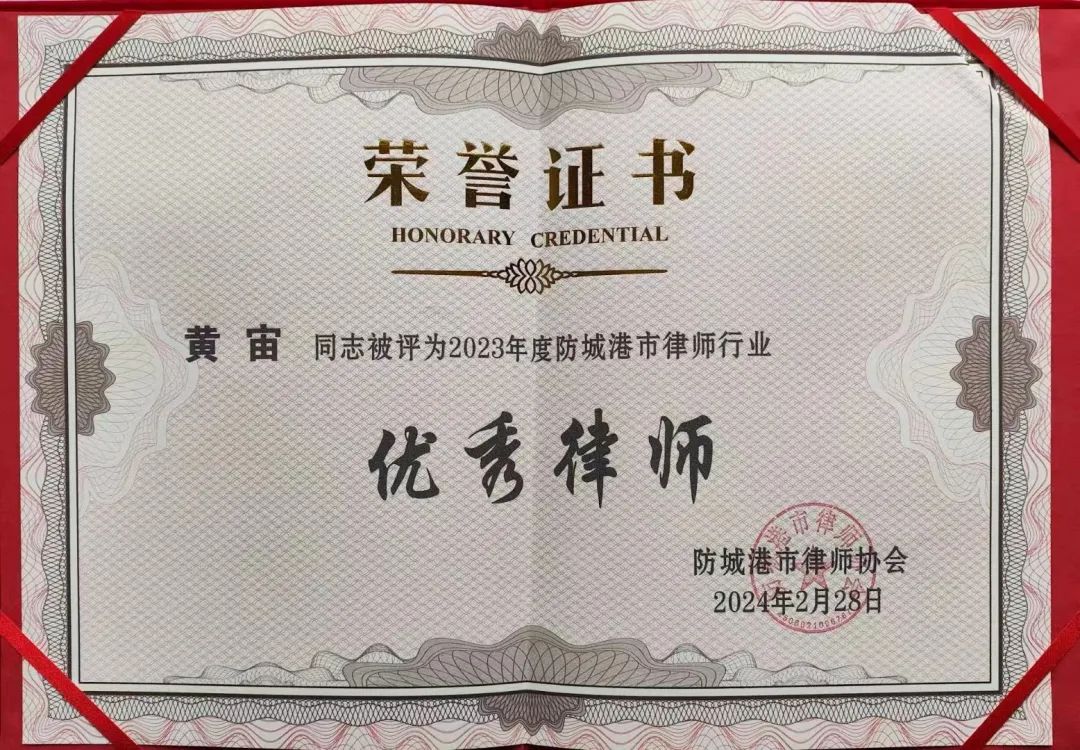 荣誉证书
HONORARY CREDENTIAL
黄宙 同志被评为2023年度防城港市律师行业
优秀律师
防城港市律师协会
2024年2月28日